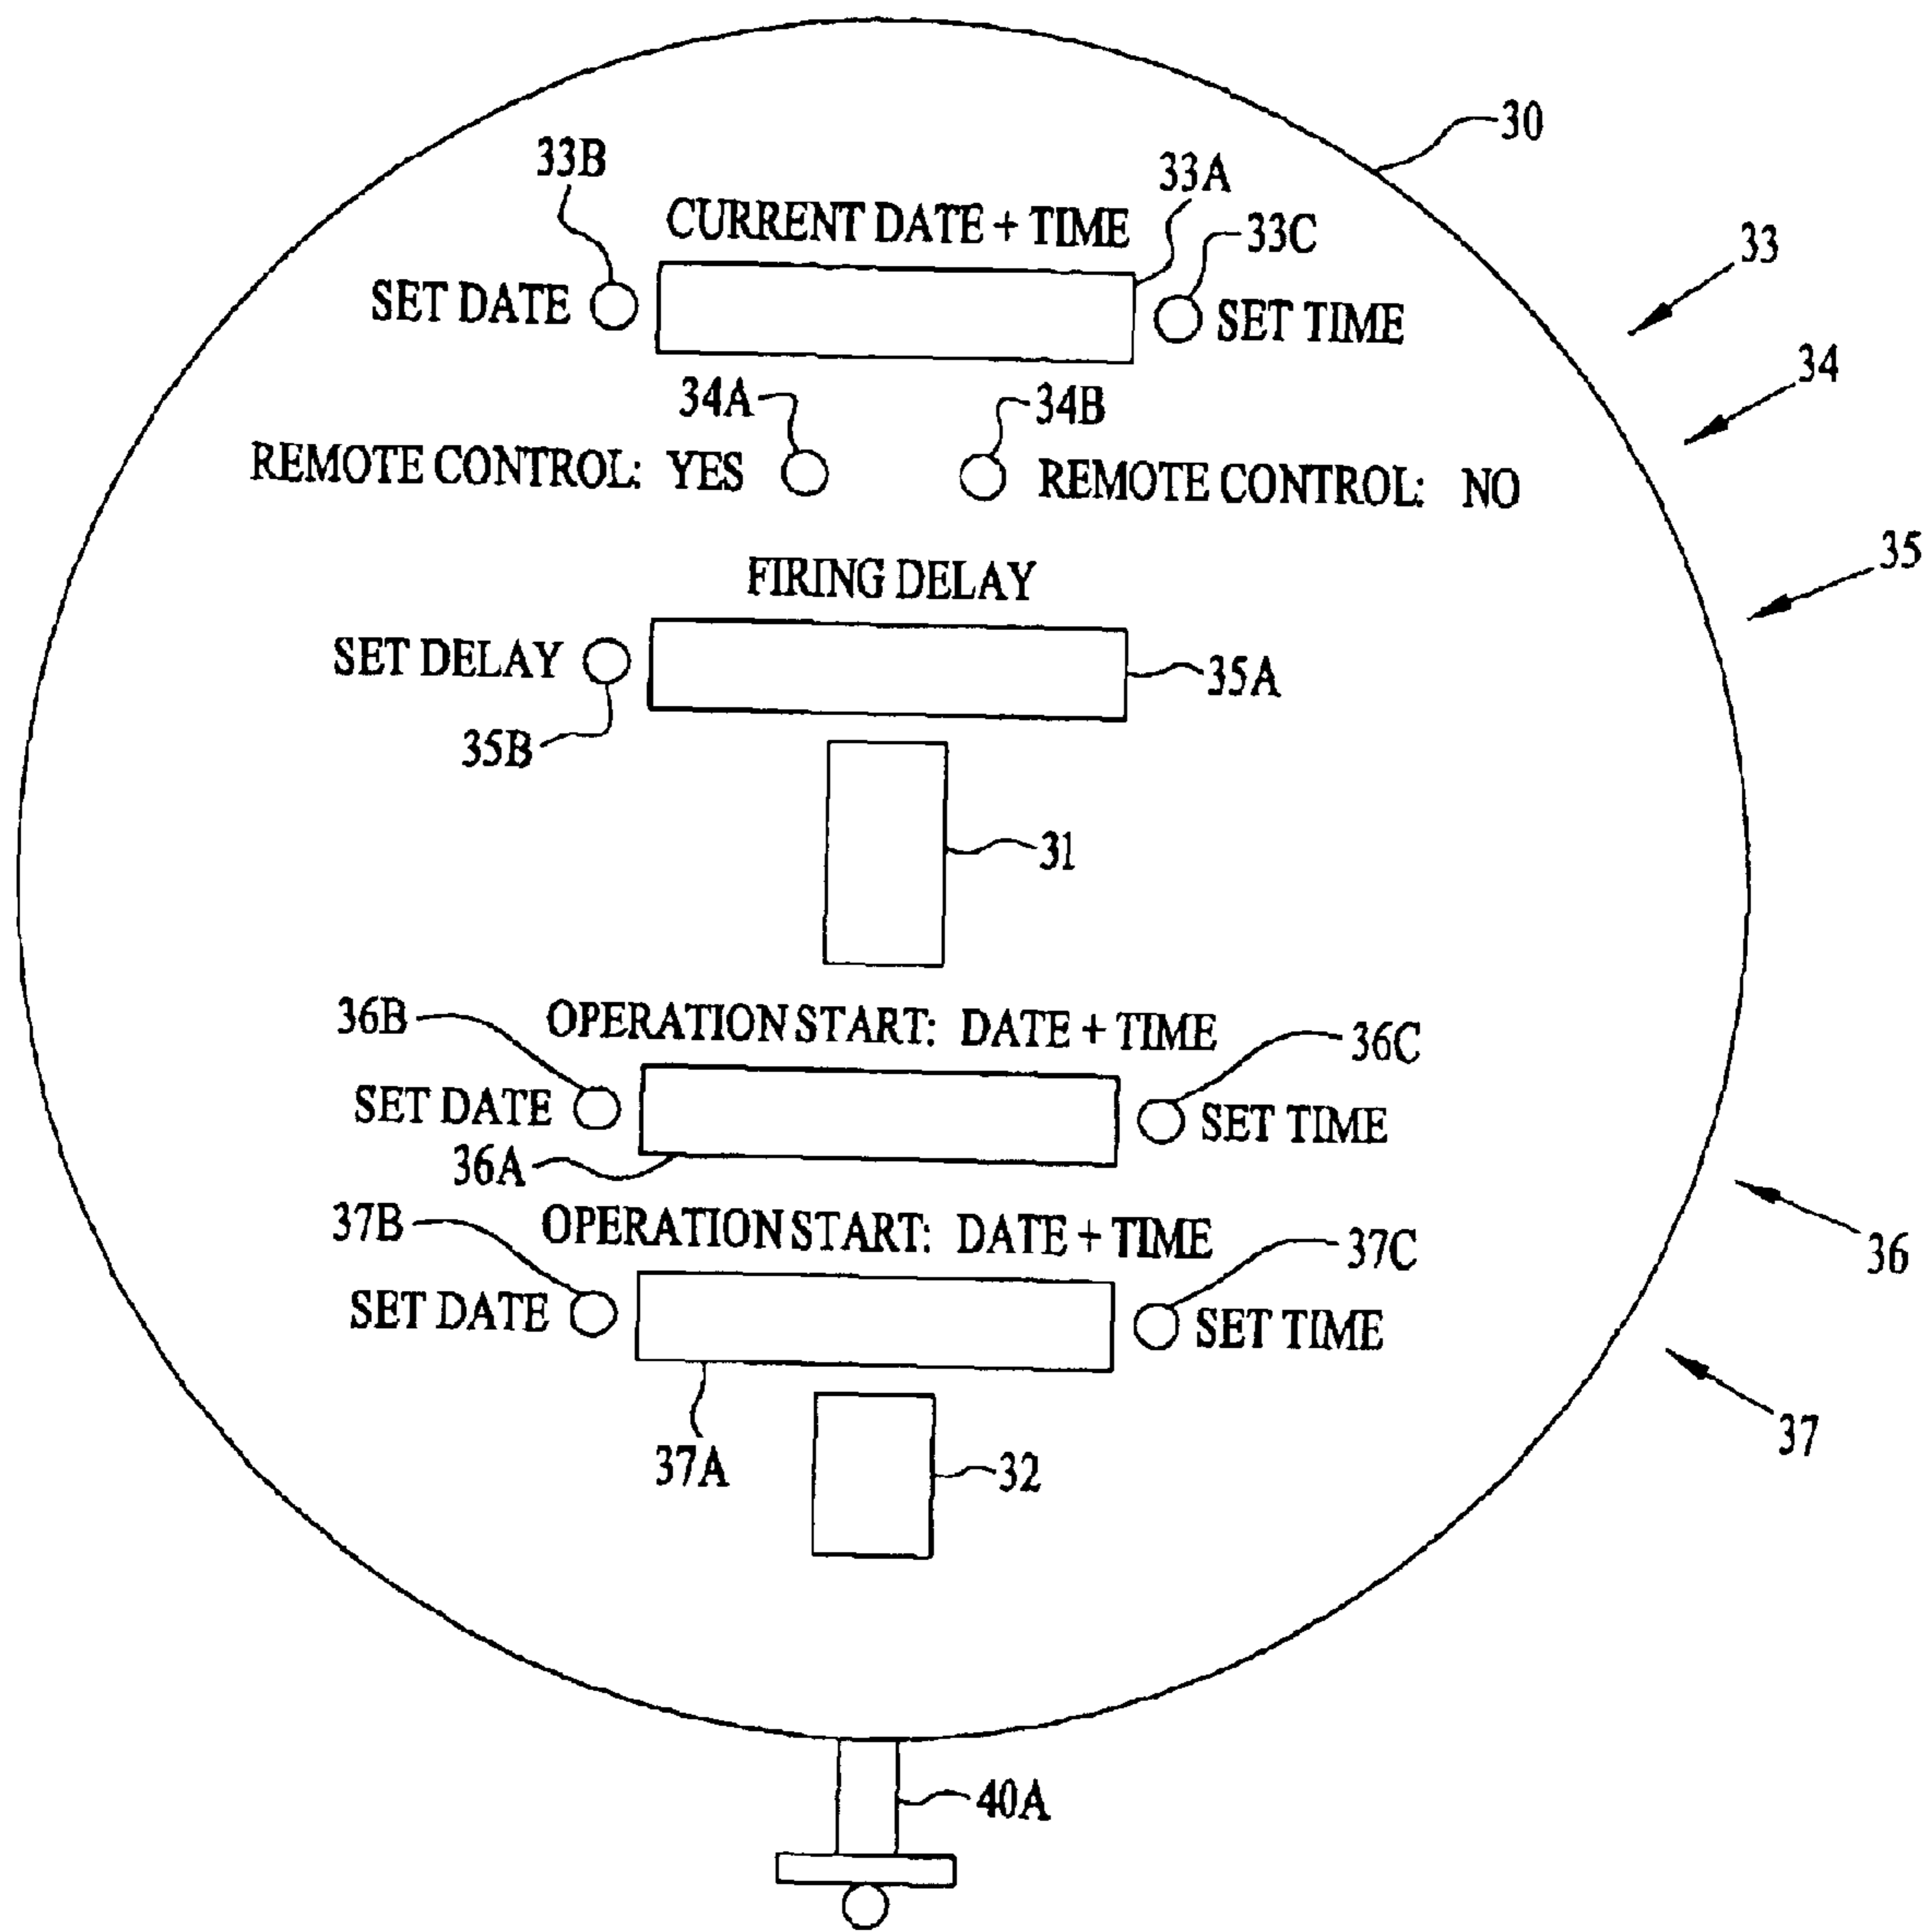 30
33B
33A
CURRENT DATE + TIME
33C
33
SET DATE
SET TIME
34
34A
34B
REMOTE CONTROL: YES
REMOTE CONTROL: NO
35
FIRING DELAY
SET DELAY
35A
35B
31
36B
OPERATION START: DATE + TIME
36C
SET DATE
SET TIME
36A
37B
OPERATION START: DATE + TIME
37C
36
SET DATE
SET TIME
37
37A
32
40A